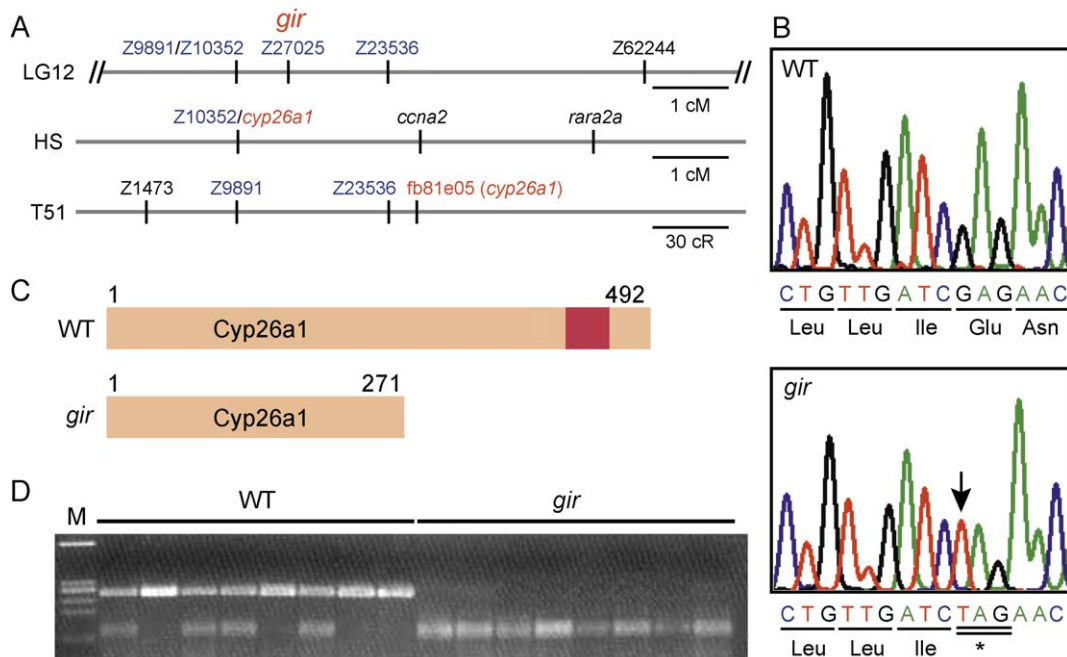 A
gir
Z9891/Z10352 Z27025 Z23536 Z62244
LG12
1 cM
Z10352/cyp26a1 ccna2 rara2a
HS
1 cM
Z1473 Z9891 Z23536 fb81e05 (cyp26a1)
T51
30 cR
B
WT
C T G T T G A T C G A G A A C
Leu Leu Ile Glu Asn
gir
C T G T T G A T C T A G A A C
Leu Leu Ile *
C
1 492
WT Cyp26a1
1 271
gir Cyp26a1
D
WT gir
M